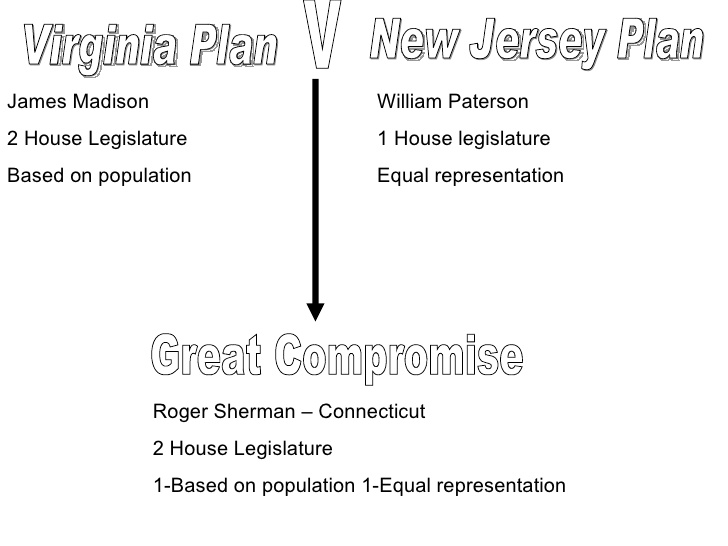 Virginia Plan V New Jersey Plan
James Madison
2 House Legislature
Based on population
William Paterson
1 House legislature
Equal representation
Great Compromise
Roger Sherman – Connecticut
2 House Legislature
1-Based on population 1-Equal representation